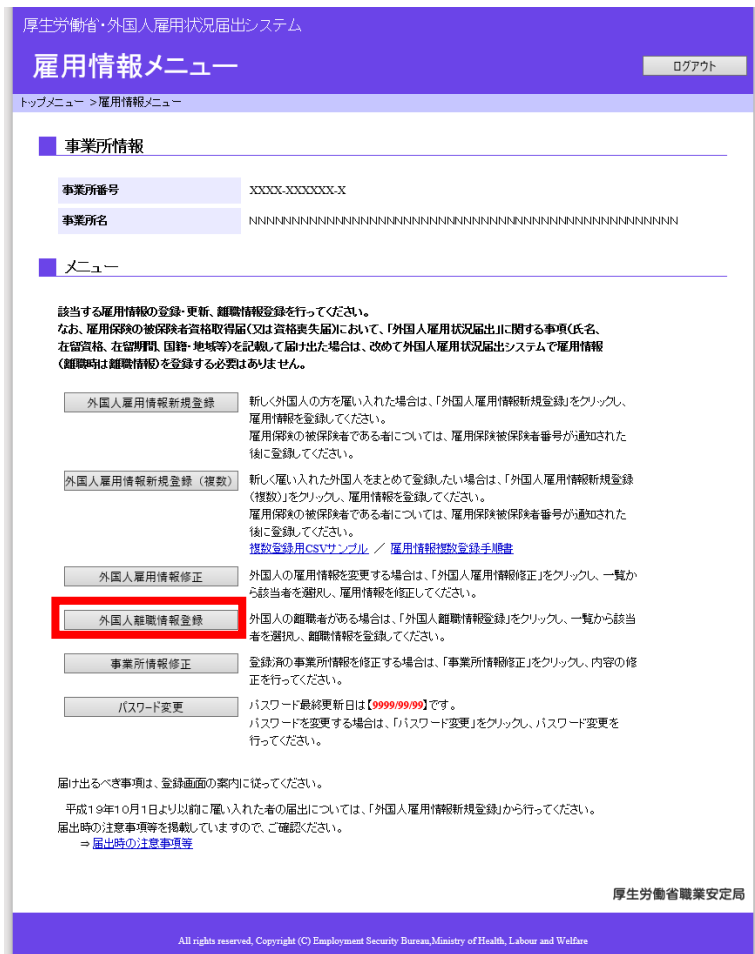 厚生労働省・外国人雇用状況届出システム
雇用情報メニュー
ログアウト
トップメニュー >雇用情報メニュー
事業所情報
事業所番号 XXXX-XXXXXX-X
事業所名 NNNNNNNNNNNNNNNNNNNNNNNNNNNNNNNNNNNNNNNNNNNNNNNNNN
メニュー
該当する雇用情報の登録・更新、離職情報登録を行ってください。
なお、雇用保険の被保険者資格取得届(又は資格喪失届)において、「外国人雇用状況届出」に関する事項(氏名、
在留資格、在留期間、国籍・地域等)を記載して届け出た場合は、改めて外国人雇用状況届出システムで雇用情報
(離職時は離職情報)を登録する必要はありません。
外国人雇用情報新規登録 新しく外国人の方を雇い入れた場合は、「外国人雇用情報新規登録」をクリックし、
雇用情報を登録してください。
雇用保険の被保険者である者については、雇用保険被保険者番号が通知された
後に登録してください。
外国人雇用情報新規登録（複数） 新しく雇い入れた外国人をまとめて登録したい場合は、「外国人雇用情報新規登録
(複数)」をクリックし、雇用情報を登録してください。
雇用保険の被保険者である者については、雇用保険被保険者番号が通知された
後に登録してください。
複数登録用CSVサンプル ／ 雇用情報複数登録手順書
外国人雇用情報修正 外国人の雇用情報を変更する場合は、「外国人雇用情報修正」をクリックし、一覧か
ら該当者を選択し、雇用情報を修正してください。
外国人離職情報登録 外国人の離職者がある場合は、「外国人離職情報登録」をクリックし、一覧から該当
者を選択し、離職情報を登録してください。
事業所情報修正 登録済の事業所情報を修正する場合は、「事業所情報修正」をクリックし、内容の修
正を行ってください。
パスワード変更 パスワード最終更新日は【9999/99/99】です。
パスワードを変更する場合は、「パスワード変更」をクリックし、パスワード変更を
行ってください。
届け出るべき事項は、登録画面の案内に従ってください。
平成19年10月1日より以前に雇い入れた者の届出については、「外国人雇用情報新規登録」から行ってください。
届出時の注意事項等を掲載していますので、ご確認ください。
⇒ 届出時の注意事項等
厚生労働省職業安定局
All rights reserved, Copyright (C) Employment Security Bureau,Ministry of Health, Labour and Welfare